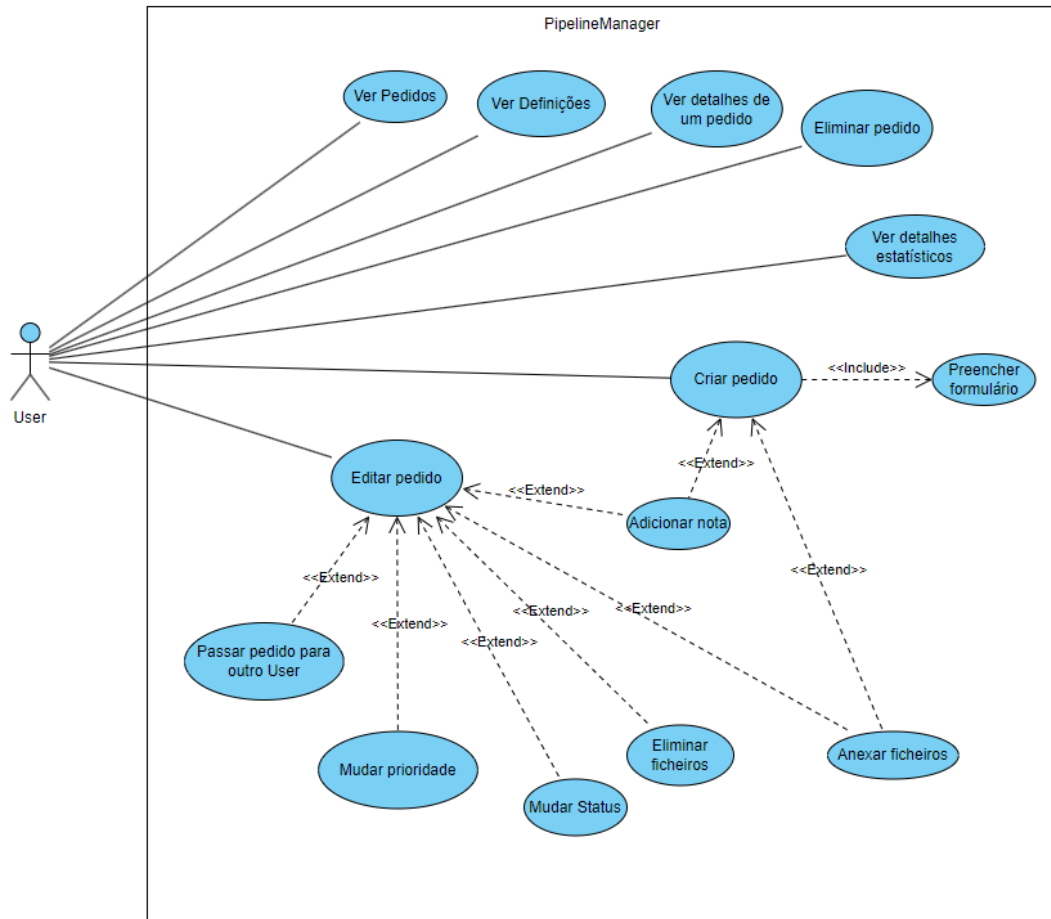 PipelineManager
Ver Pedidos
Ver Definições
Ver detalhes de
um pedido
Eliminar pedido
Ver detalhes
estatísticos
User
Criar pedido
<<Include>>
Preencher
formulário
Editar pedido
<<Extend>>
<<Extend>>
Adicionar nota
<<Extend>>
<<Extend>>
<<Extend>>
<<Extend>>
<<Extend>>
<<Extend>>
Passar pedido para
outro User
Mudar prioridade
Eliminar
ficheiros
Anexar ficheiros
Mudar Status